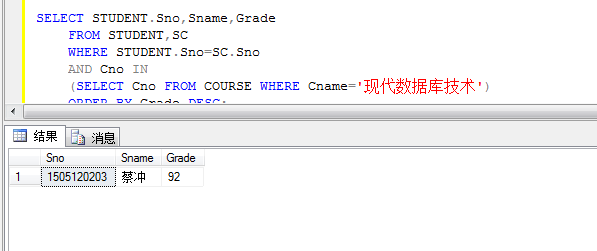 SELECT STUDENT.Sno,Sname,Grade
FROM STUDENT,SC
WHERE STUDENT.Sno=SC.Sno
AND Cno IN
(SELECT Cno FROM COURSE WHERE Cname='现代数据库技术')
ORDER BY Grade DESC;
结果 消息
Sno Sname Grade
1 1505120203 蔡冲 92